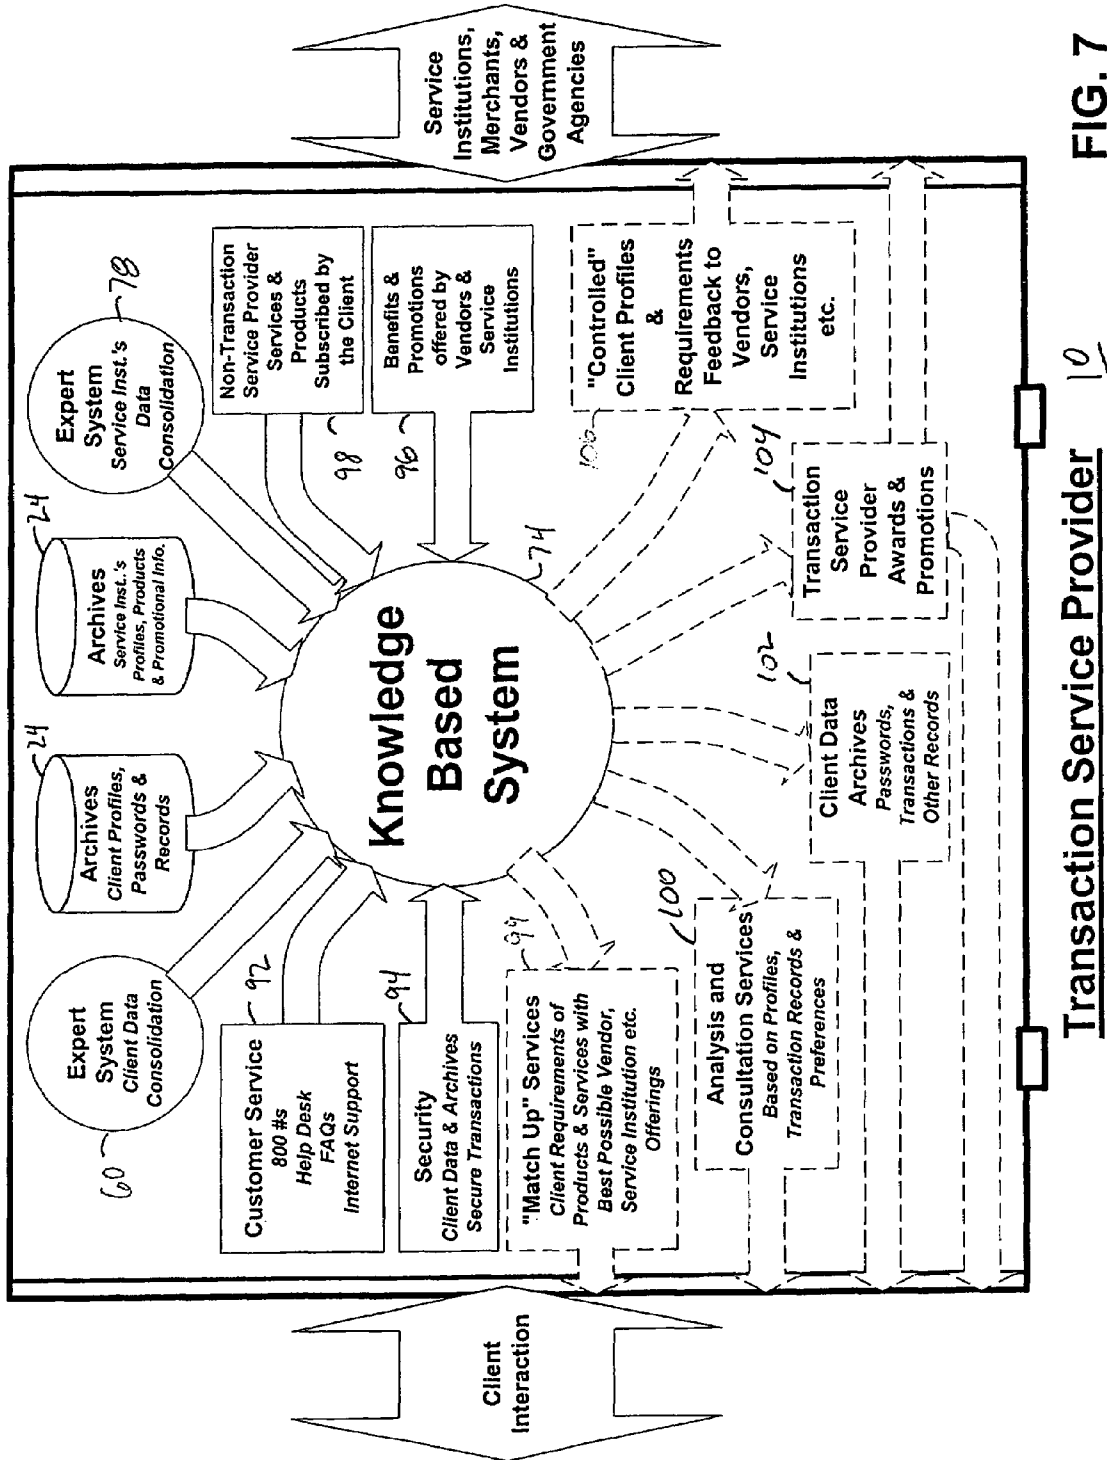 Client
Interaction
Service
Institutions,
Merchants,
Vendors &
Government
Agencies
60
Expert
System
Client Data
Consolidation
24
Archives
Client Profiles,
Passwords &
Records
24
Archives
Service Inst.'s
Profiles, Products
& Promotional Info.
78
Expert
System
Service Inst.'s
Data
Consolidation
92
Customer Service
800 #s
Help Desk
FAQs
Internet Support
94
Security
Client Data & Archives
Secure Transactions
Knowledge
Based
System
74
98
Non-Transaction
Service Provider
Services &
Products
Subscribed by
the Client
96
Benefits &
Promotions
offered by
Vendors &
Service
Institutions
99
"Match Up" Services
Client Requirements of
Products & Services with
Best Possible Vendor,
Service Institution etc.
Offerings
100
Analysis and
Consultation Services
Based on Profiles,
Transaction Records &
Preferences
102
Client Data
Archives
Passwords,
Transactions &
Other Records
104
Transaction
Service
Provider
Awards &
Promotions
106
"Controlled"
Client Profiles
&
Requirements
Feedback to
Vendors,
Service
Institutions
etc.
Transaction Service Provider
10
FIG. 7